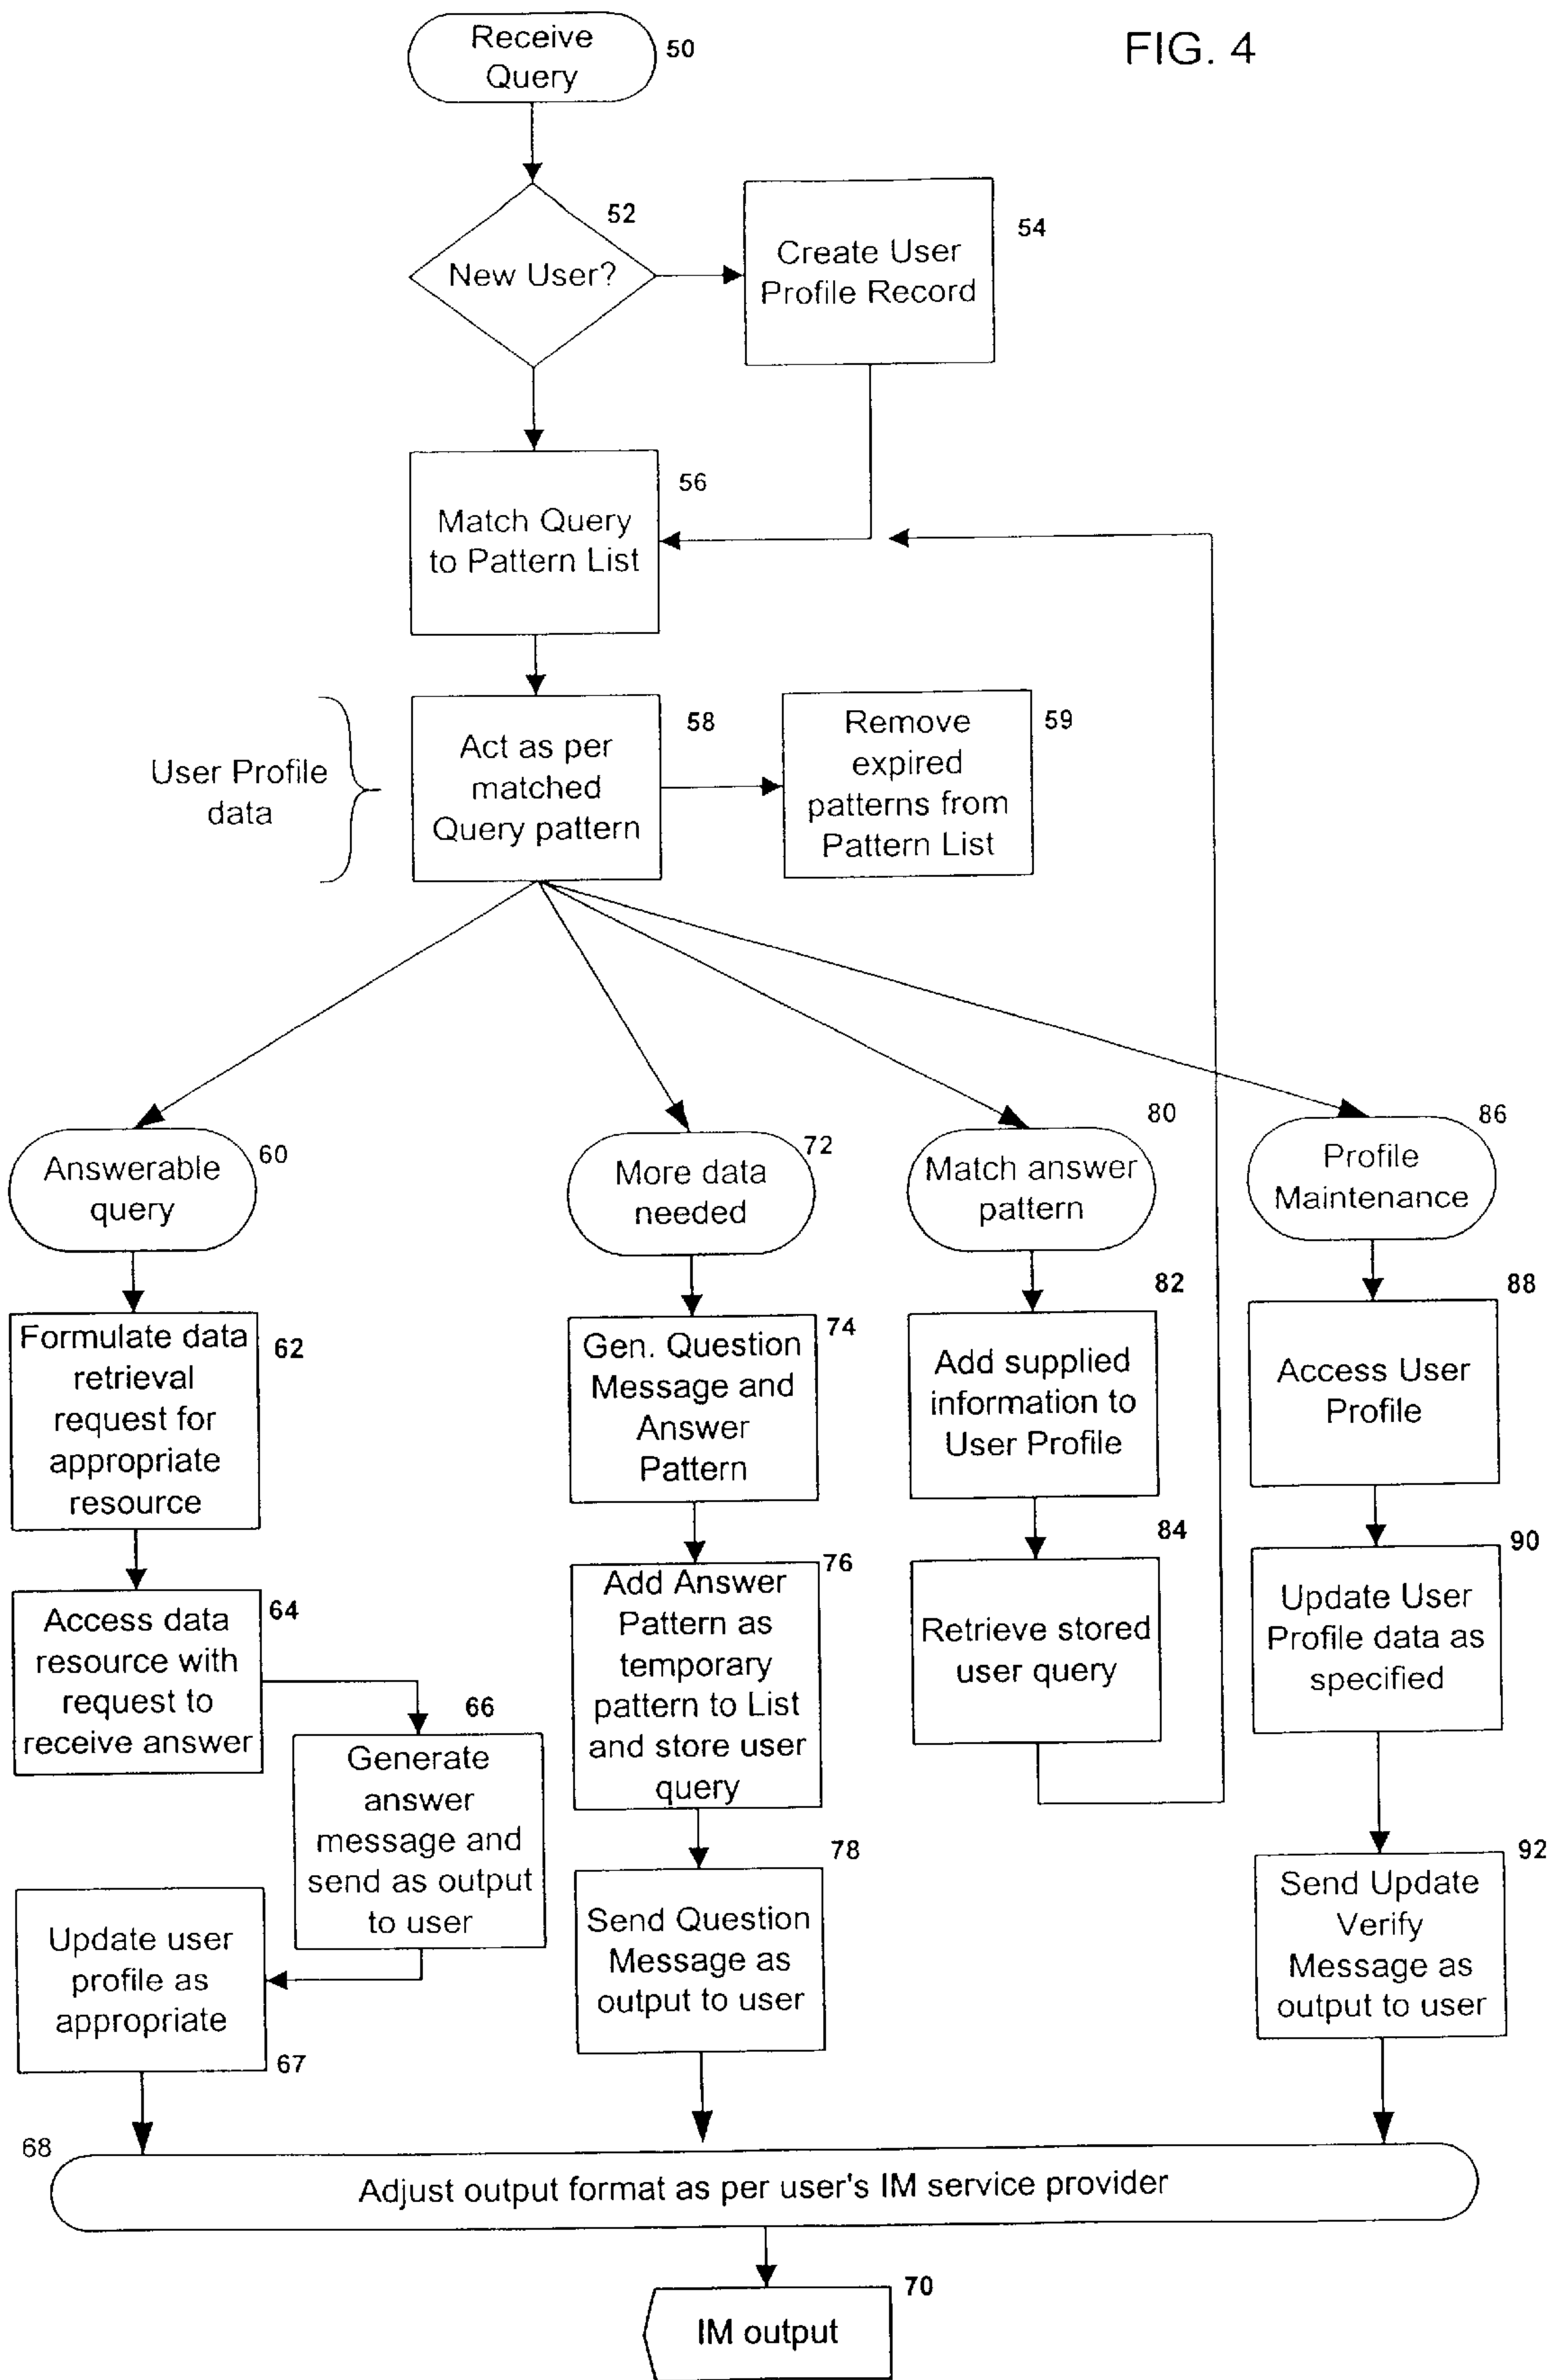 FIG. 4
Receive
Query
50
52
New User?
54
Create User
Profile Record
56
Match Query
to Pattern List
User Profile
data
58
Act as per
matched
Query pattern
59
Remove
expired
patterns from
Pattern List
60
Answerable
query
62
Formulate data
retrieval
request for
appropriate
resource
64
Access data
resource with
request to
receive answer
66
Generate
answer
message and
send as output
to user
Update user
profile as
appropriate
67
72
More data
needed
74
Gen. Question
Message and
Answer
Pattern
76
Add Answer
Pattern as
temporary
pattern to List
and store user
query
78
Send Question
Message as
output to user
80
Match answer
pattern
82
Add supplied
information to
User Profile
84
Retrieve stored
user query
86
Profile
Maintenance
88
Access User
Profile
90
Update User
Profile data as
specified
92
Send Update
Verify
Message as
output to user
68
Adjust output format as per user's IM service provider
70
IM output